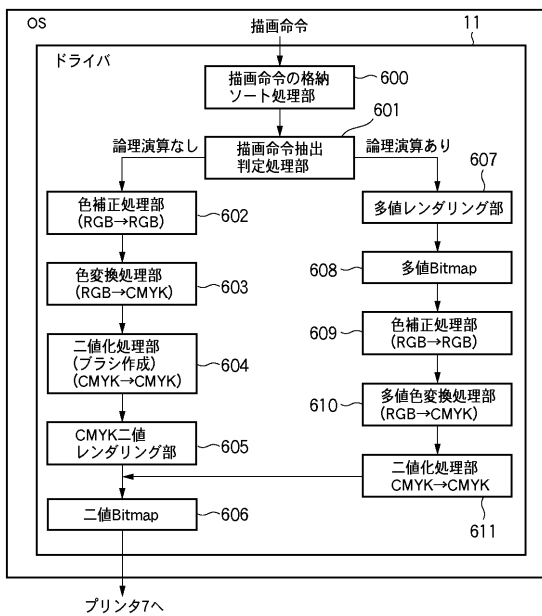 OS
描画命令
11
ドライバ
描画命令の格納
ソート処理部
600
601
描画命令抽出
判定処理部
論理演算なし
論理演算あり
607
色補正処理部
(RGB→RGB)
602
多値レンダリング部
色変換処理部
(RGB→CMYK)
603
608
多値Bitmap
二値化処理部
(ブラシ作成)
(CMYK→CMYK)
604
609
色補正処理部
(RGB→RGB)
610
多値色変換処理部
(RGB→CMYK)
CMYK二値
レンダリング部
605
二値化処理部
CMYK→CMYK
611
二値Bitmap
606
プリンタ7へ